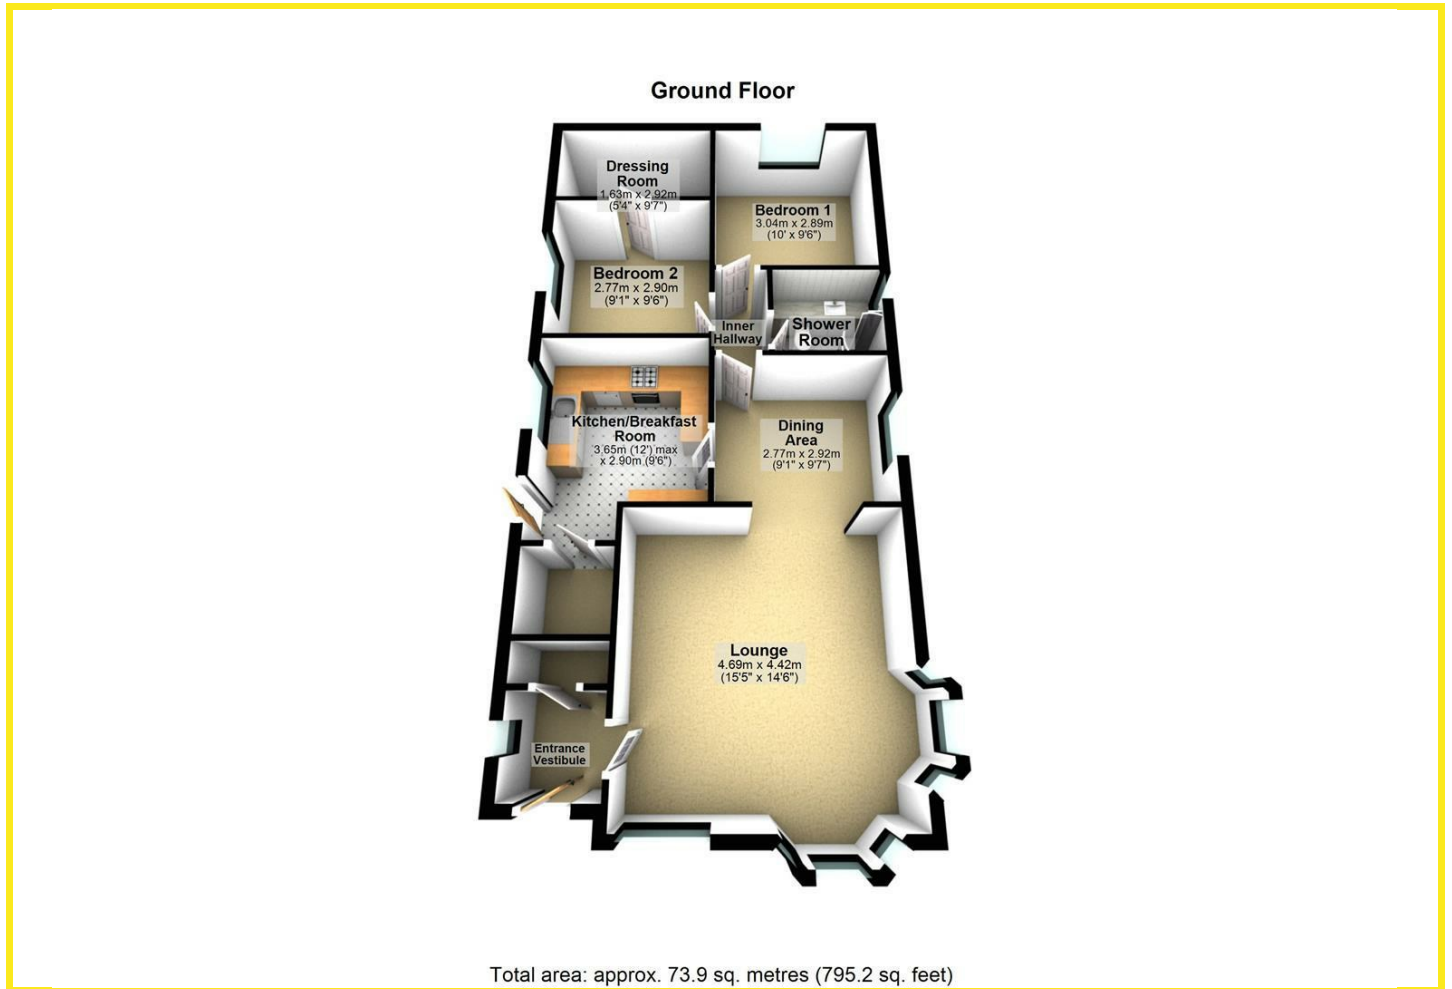 Ground Floor
Dressing
Room
1.63m x 2.92m
(5'4" x 9'7")
Bedroom 1
3.04m x 2.89m
(10' x 9'6")
Bedroom 2
2.77m x 2.90m
(9'1" x 9'6")
Inner
Hallway
Shower
Room
Kitchen/Breakfast
Room
3.65m (12') max
x 2.90m (9'6")
Dining
Area
2.77m x 2.92m
(9'1" x 9'7")
Lounge
4.69m x 4.42m
(15'5" x 14'6")
Entrance
Vestibule
Total area: approx. 73.9 sq. metres (795.2 sq. feet)